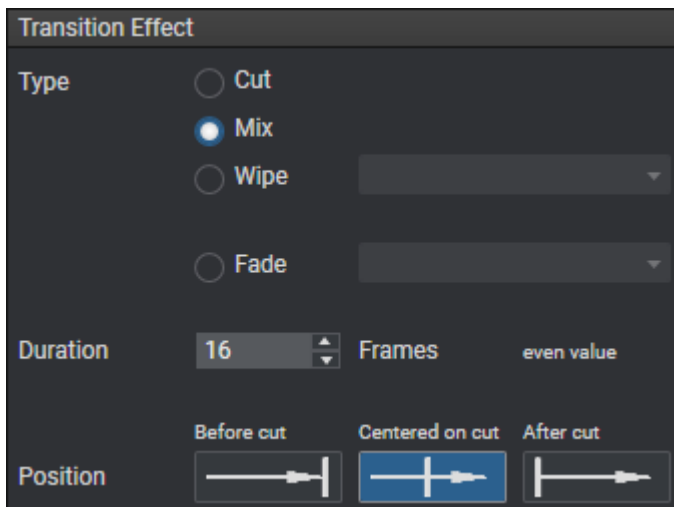 Transition Effect
Type
Cut
Mix
Wipe
Fade
Duration 16 Frames even value
Before cut Centered on cut After cut
Position